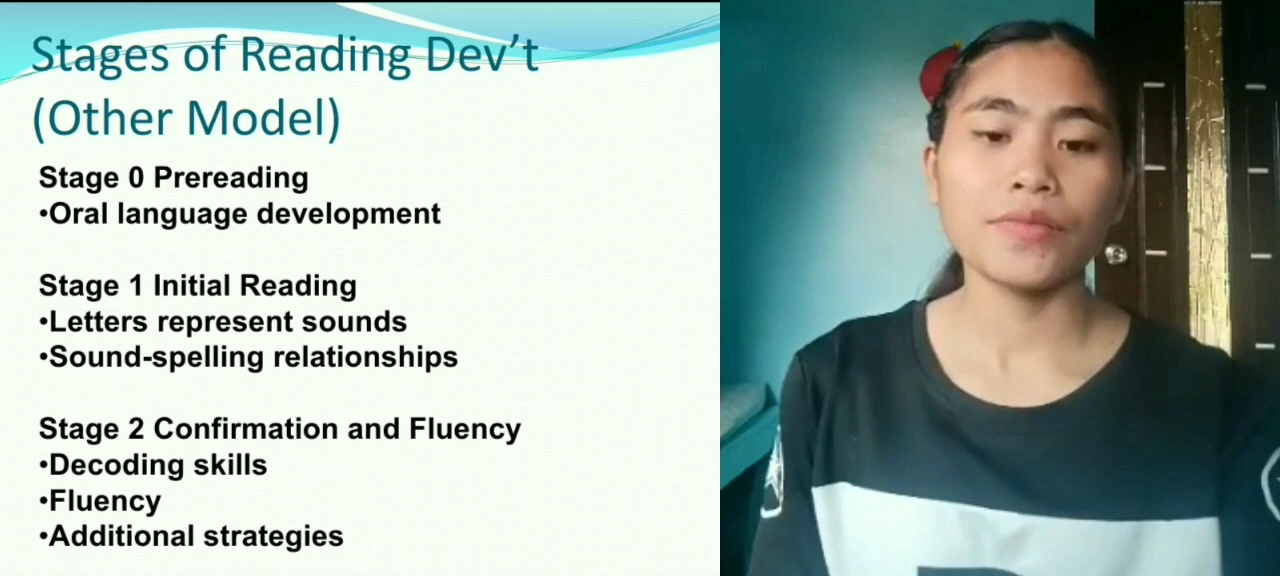 Stages of Reading Dev’t
(Other Model)
Stage 0 Prereading
•Oral language development
Stage 1 Initial Reading
•Letters represent sounds
•Sound-spelling relationships
Stage 2 Confirmation and Fluency
•Decoding skills
•Fluency
•Additional strategies